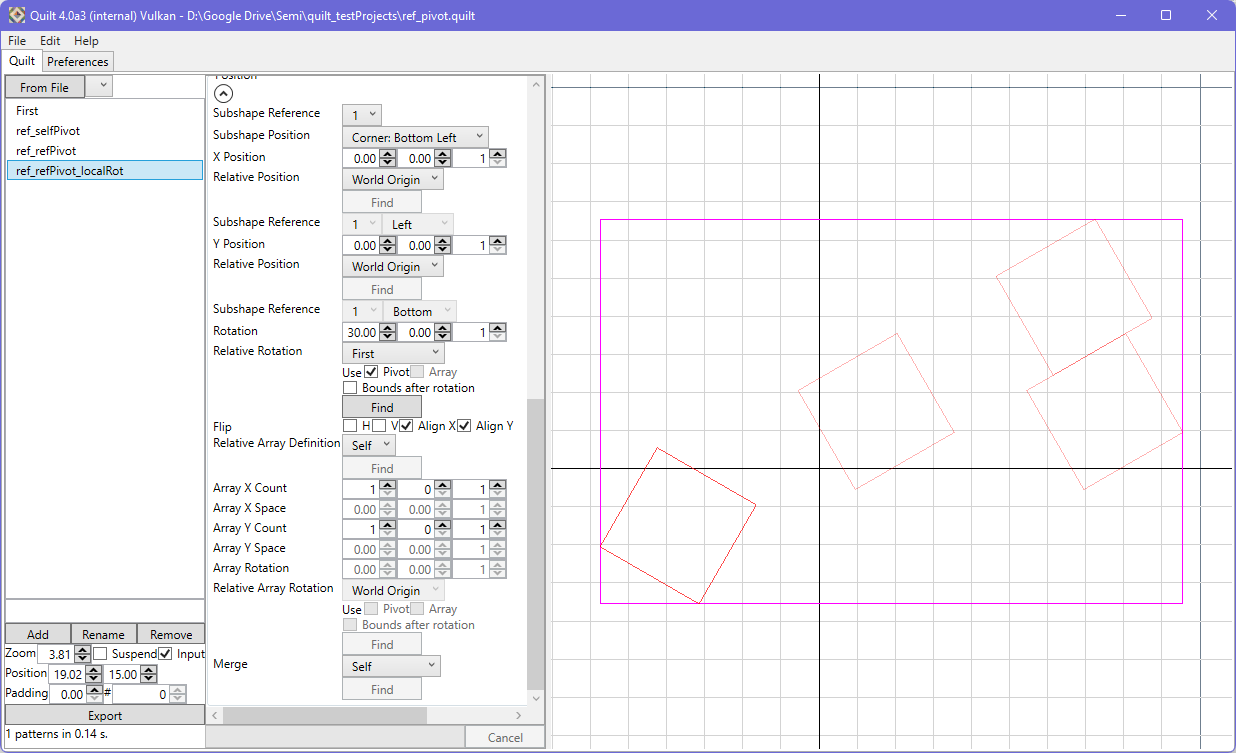 Quilt 4.0a3 (internal) Vulkan - D:\Google Drive\Semi\quilt_testProjects\ref_pivot.quilt
File Edit Help
Quilt Preferences
From File
First
ref_selfPivot
ref_refPivot
ref_refPivot_localRot
Add Rename Remove
Zoom 3.81 Suspend Input
Position 19.02 15.00
Padding 0.00 # 0
Export
1 patterns in 0.14 s.
Position
Subshape Reference 1
Subshape Position Corner: Bottom Left
X Position 0.00 0.00 1
Relative Position World Origin
Find
Subshape Reference 1 Left
Y Position 0.00 0.00 1
Relative Position World Origin
Find
Subshape Reference 1 Bottom
Rotation 30.00 0.00 1
Relative Rotation First
Use Pivot Array
Bounds after rotation
Find
Flip H V Align X Align Y
Relative Array Definition Self
Find
Array X Count 1 0 1
Array X Space 0.00 0.00 1
Array Y Count 1 0 1
Array Y Space 0.00 0.00 1
Array Rotation 0.00 0.00 1
Relative Array Rotation World Origin
Use Pivot Array
Bounds after rotation
Find
Merge Self
Find
Cancel